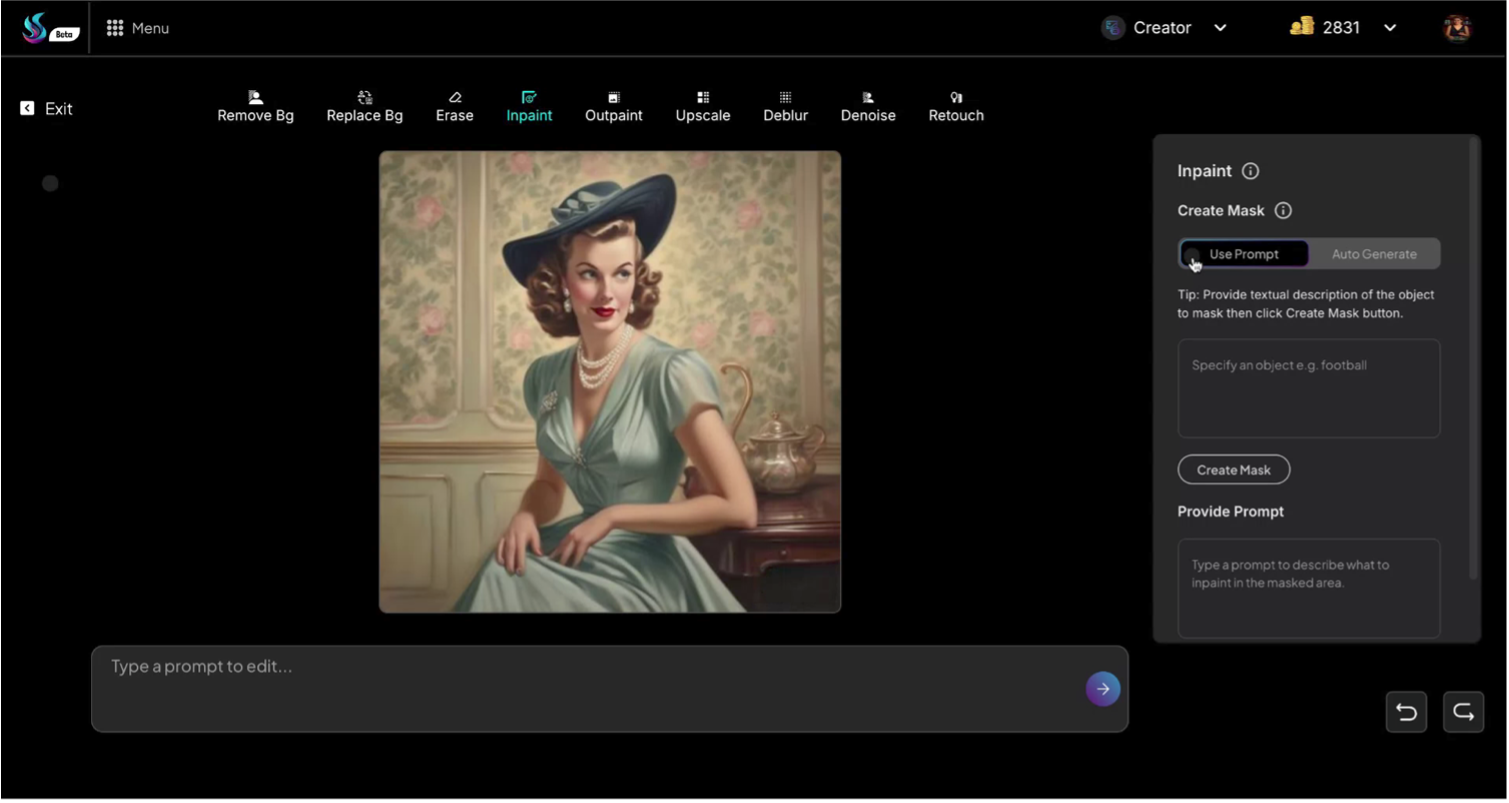 Beta
Menu
Creator
2831
Exit
Remove Bg
Replace Bg
Erase
Inpaint
Outpaint
Upscale
Deblur
Denoise
Retouch
Inpaint
Create Mask
Use Prompt
Auto Generate
Tip: Provide textual description of the object
to mask then click Create Mask button.
Specify an object e.g. football
Create Mask
Provide Prompt
Type a prompt to describe what to
inpaint in the masked area.
Type a prompt to edit...